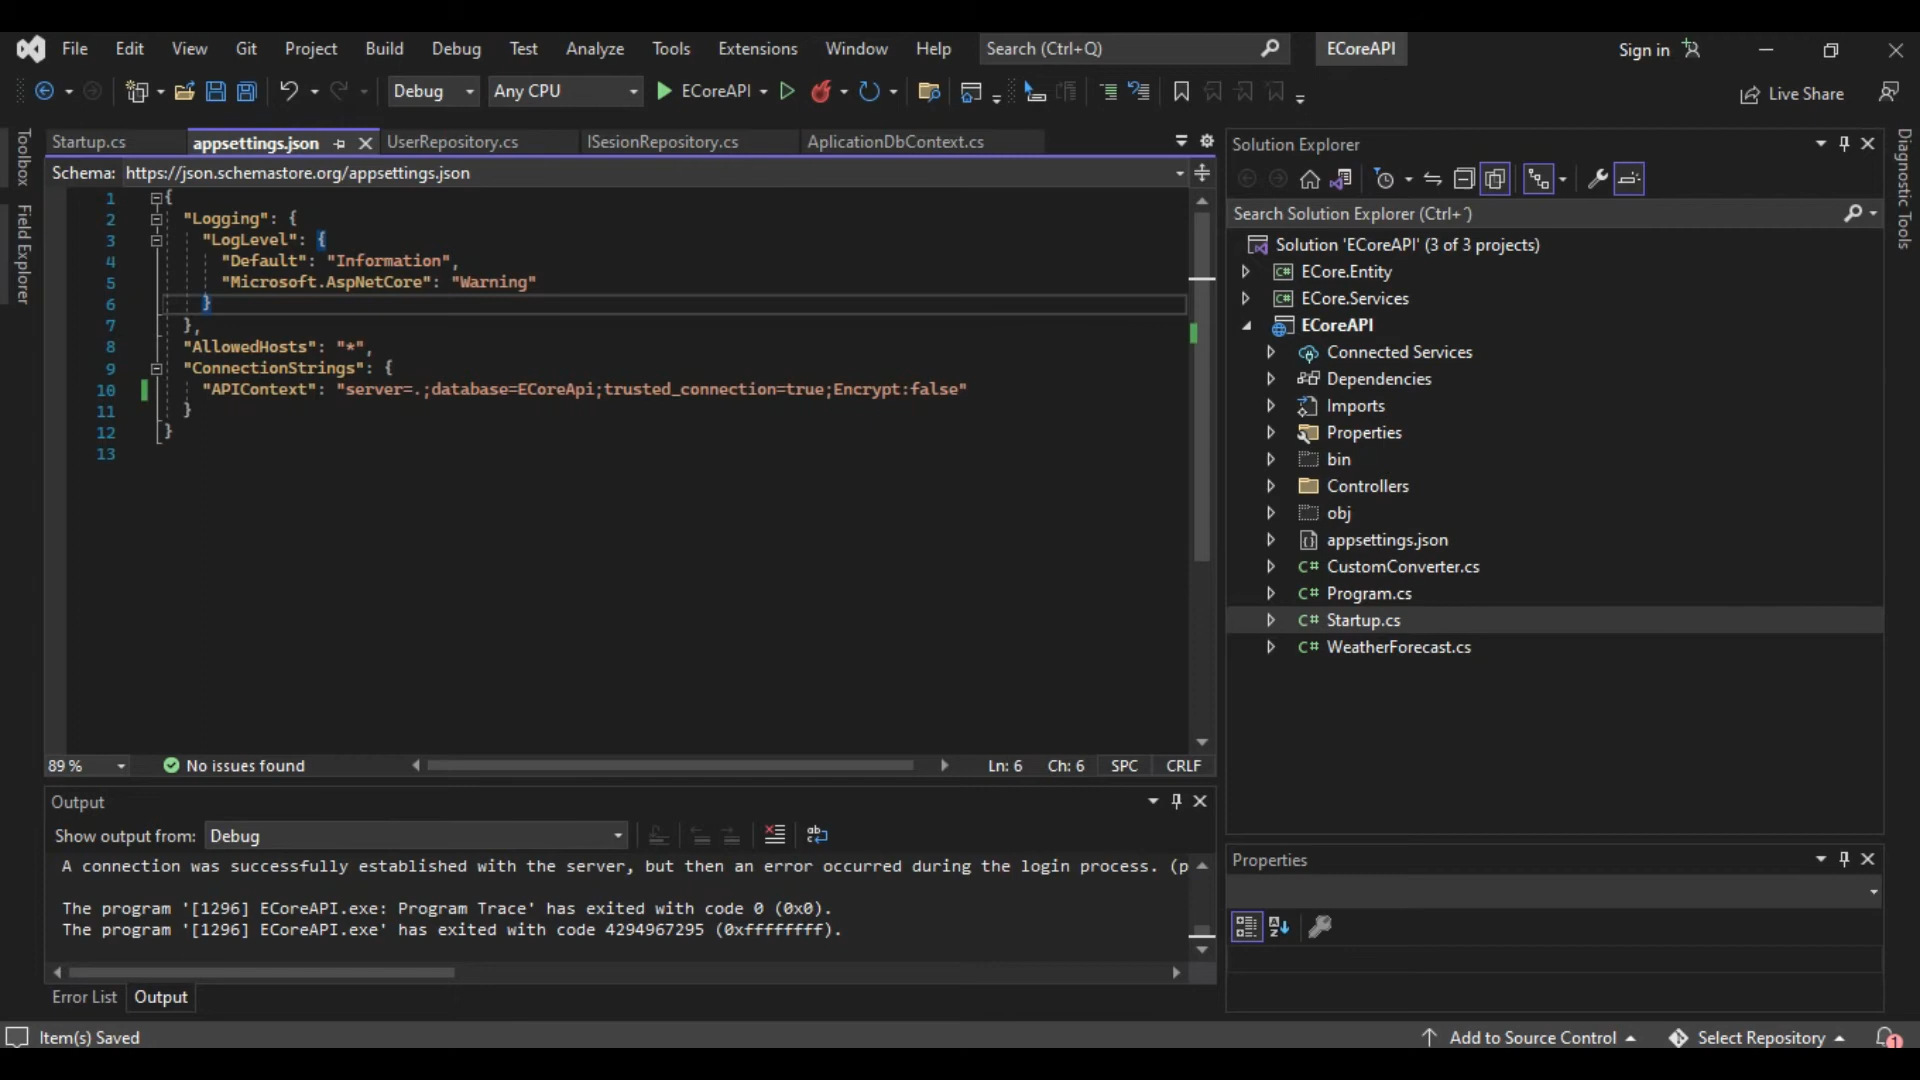 File Edit View Git Project Build Debug Test Analyze Tools Extensions Window Help Search (Ctrl+Q) ECoreAPI Sign in
Debug Any CPU ECoreAPI Live Share
Toolbox
Field Explorer
Startup.cs appsettings.json UserRepository.cs ISesionRepository.cs AplicationDbContext.cs
Schema: https://json.schemastore.org/appsettings.json
1 {
2 "Logging": {
3 "LogLevel": {
4 "Default": "Information",
5 "Microsoft.AspNetCore": "Warning"
6 }
7 },
8 "AllowedHosts": "*",
9 "ConnectionStrings": {
10 "APIContext": "server=.;database=ECoreApi;trusted_connection=true;Encrypt:false"
11 }
12 }
13
89 % No issues found Ln: 6 Ch: 6 SPC CRLF
Output
Show output from: Debug
A connection was successfully established with the server, but then an error occurred during the login process. (p
The program '[1296] ECoreAPI.exe: Program Trace' has exited with code 0 (0x0).
The program '[1296] ECoreAPI.exe' has exited with code 4294967295 (0xffffffff).
Error List Output
Solution Explorer
Search Solution Explorer (Ctrl+´)
Solution 'ECoreAPI' (3 of 3 projects)
C# ECore.Entity
C# ECore.Services
ECoreAPI
Connected Services
Dependencies
Imports
Properties
bin
Controllers
obj
appsettings.json
C# CustomConverter.cs
C# Program.cs
C# Startup.cs
C# WeatherForecast.cs
Properties
Diagnostic Tools
Item(s) Saved Add to Source Control Select Repository 1